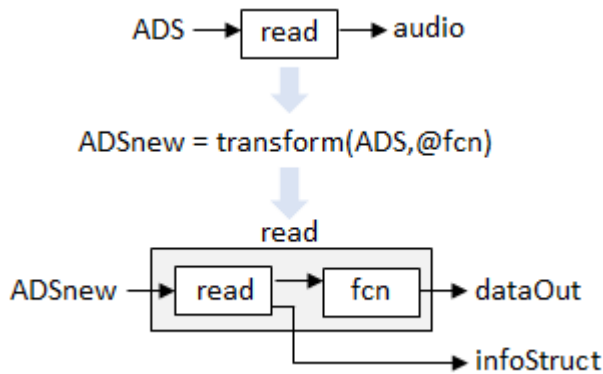 ADS read audio
ADSnew = transform(ADS,@fcn)
read
ADSnew read fcn dataOut
infoStruct